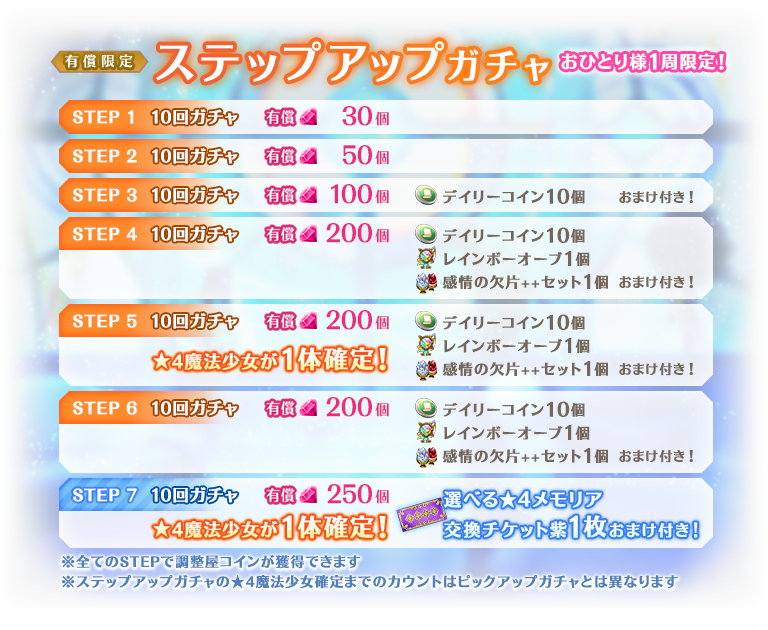 有償限定 ステップアップガチャ おひとり様1周限定!
STEP 1 10回ガチャ 有償 30個
STEP 2 10回ガチャ 有償 50個
STEP 3 10回ガチャ 有償 100個 デイリーコイン10個 おまけ付き!
STEP 4 10回ガチャ 有償 200個 デイリーコイン10個
レインボーオーブ1個
感情の欠片++セット1個 おまけ付き!
STEP 5 10回ガチャ 有償 200個 デイリーコイン10個
レインボーオーブ1個
★4魔法少女が1体確定! 感情の欠片++セット1個 おまけ付き!
STEP 6 10回ガチャ 有償 200個 デイリーコイン10個
レインボーオーブ1個
感情の欠片++セット1個 おまけ付き!
STEP 7 10回ガチャ 有償 250個 選べる★4メモリア
★4魔法少女が1体確定! 交換チケット紫1枚おまけ付き!
※全てのSTEPで調整屋コインが獲得できます
※ステップアップガチャの★4魔法少女確定までのカウントはピックアップガチャとは異なります